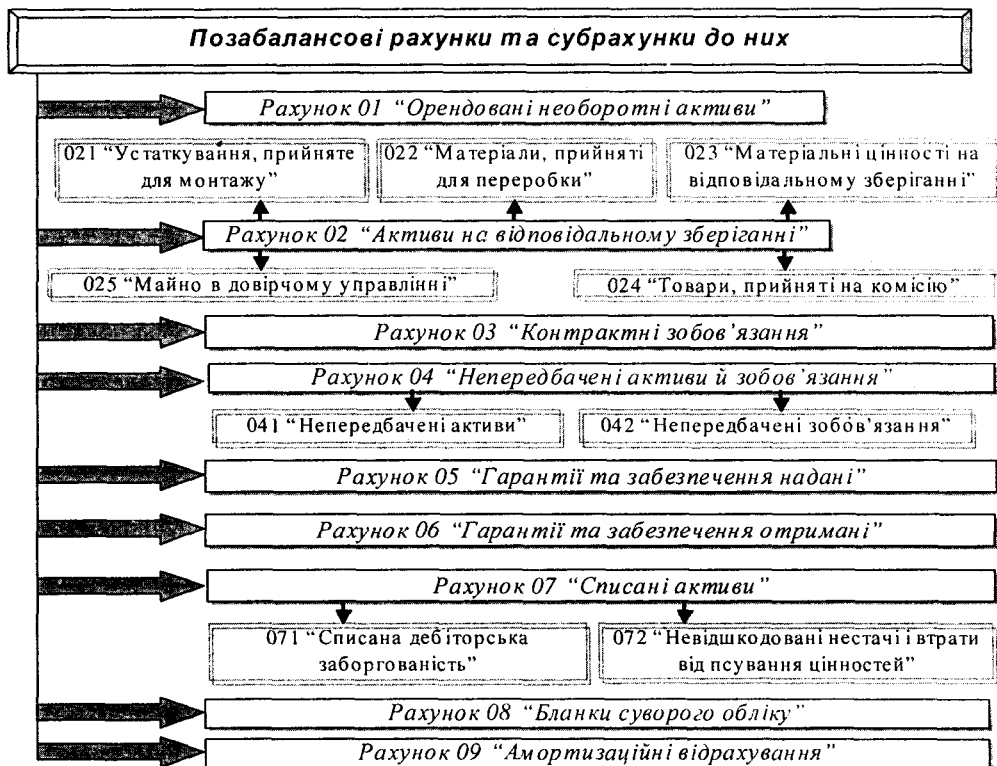 Позабалансові рахунки та субрахунки до них
Рахунок 01 “Орендовані необоротні активи”
021 “Устаткування, прийняте
для монтажу”
022 “Матеріали, прийняті
для переробки”
023 “Матеріальні цінності на
відповідальному зберіганні”
Рахунок 02 “Активи на відповідальному зберіганні”
025 “Майно в довірчому управлінні”
024 “Товари, прийняті на комісію”
Рахунок 03 “Контрактні зобов’язання”
Рахунок 04 “Непередбачені активи й зобов’язання”
041 “Непередбачені активи”
042 “Непередбачені зобов’язання”
Рахунок 05 “Гарантії та забезпечення надані”
Рахунок 06 “Гарантії та забезпечення отримані”
Рахунок 07 “Списані активи”
071 “Списана дебіторська
заборгованість”
072 “Невідшкодовані нестачі і втрати
від псування цінностей”
Рахунок 08 “Бланки суворого обліку”
Рахунок 09 “Амортизаційні відрахування”